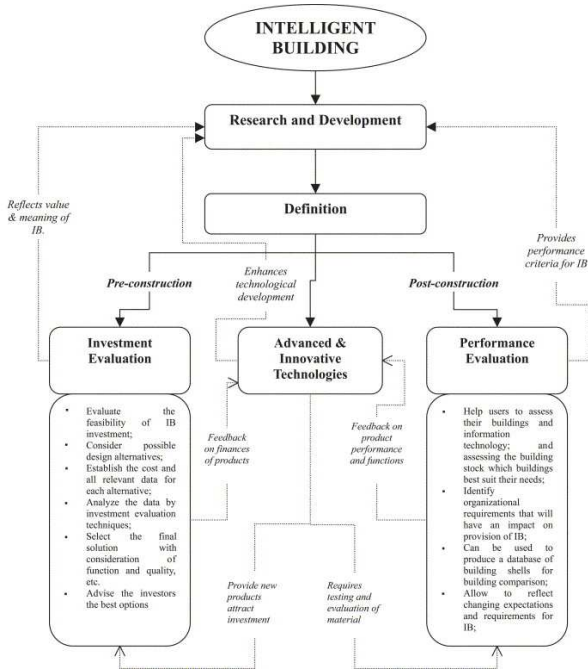 INTELLIGENT
BUILDING
Research and Development
Reflects value
& meaning of
IB.
Definition
Provides
performance
criteria for IB
Enhances
technological
development
Pre-construction
Post-construction
Investment
Evaluation
Advanced &
Innovative
Technologies
Performance
Evaluation
• Evaluate the
feasibility of IB
investment;
• Consider possible
design alternatives;
• Establish the cost and
all relevant data for
each alternative;
• Analyze the data by
investment evaluation
techniques;
• Select the final
solution with
consideration of
function and quality,
etc.
• Advise the investors
the best options
Feedback
on finances
of products
Feedback on
product
performance
and functions
• Help users to assess
their buildings and
information
technology; and
assessing the building
stock which buildings
best suit their needs;
• Identify
organizational
requirements that will
have an impact on
provision of IB;
• Can be used to
produce a database of
building shells for
building comparison;
• Allow to reflect
changing expectations
and requirements for
IB;
Provide new
products
attract
investment
Requires
testing and
evaluation of
material